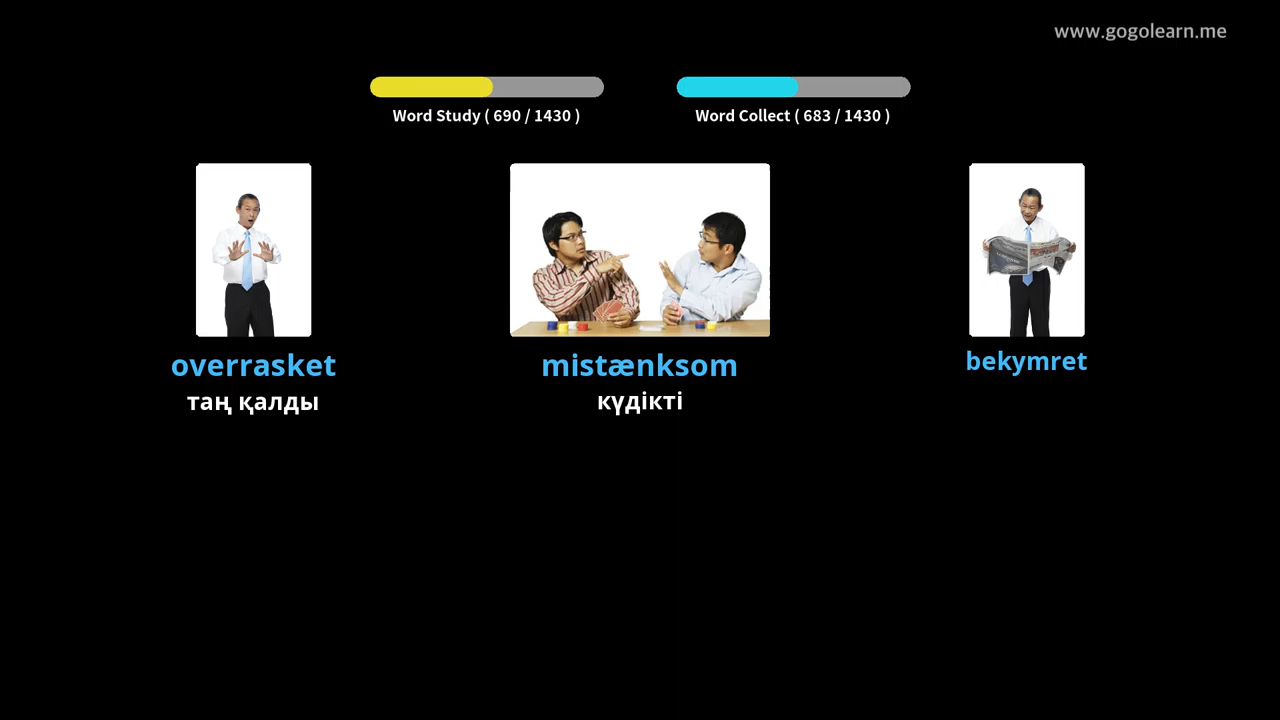 www.gogolearn.me
Word Study ( 690 / 1430 )
Word Collect ( 683 / 1430 )
overrasket
таң қалды
mistænksom
күдікті
bekymret